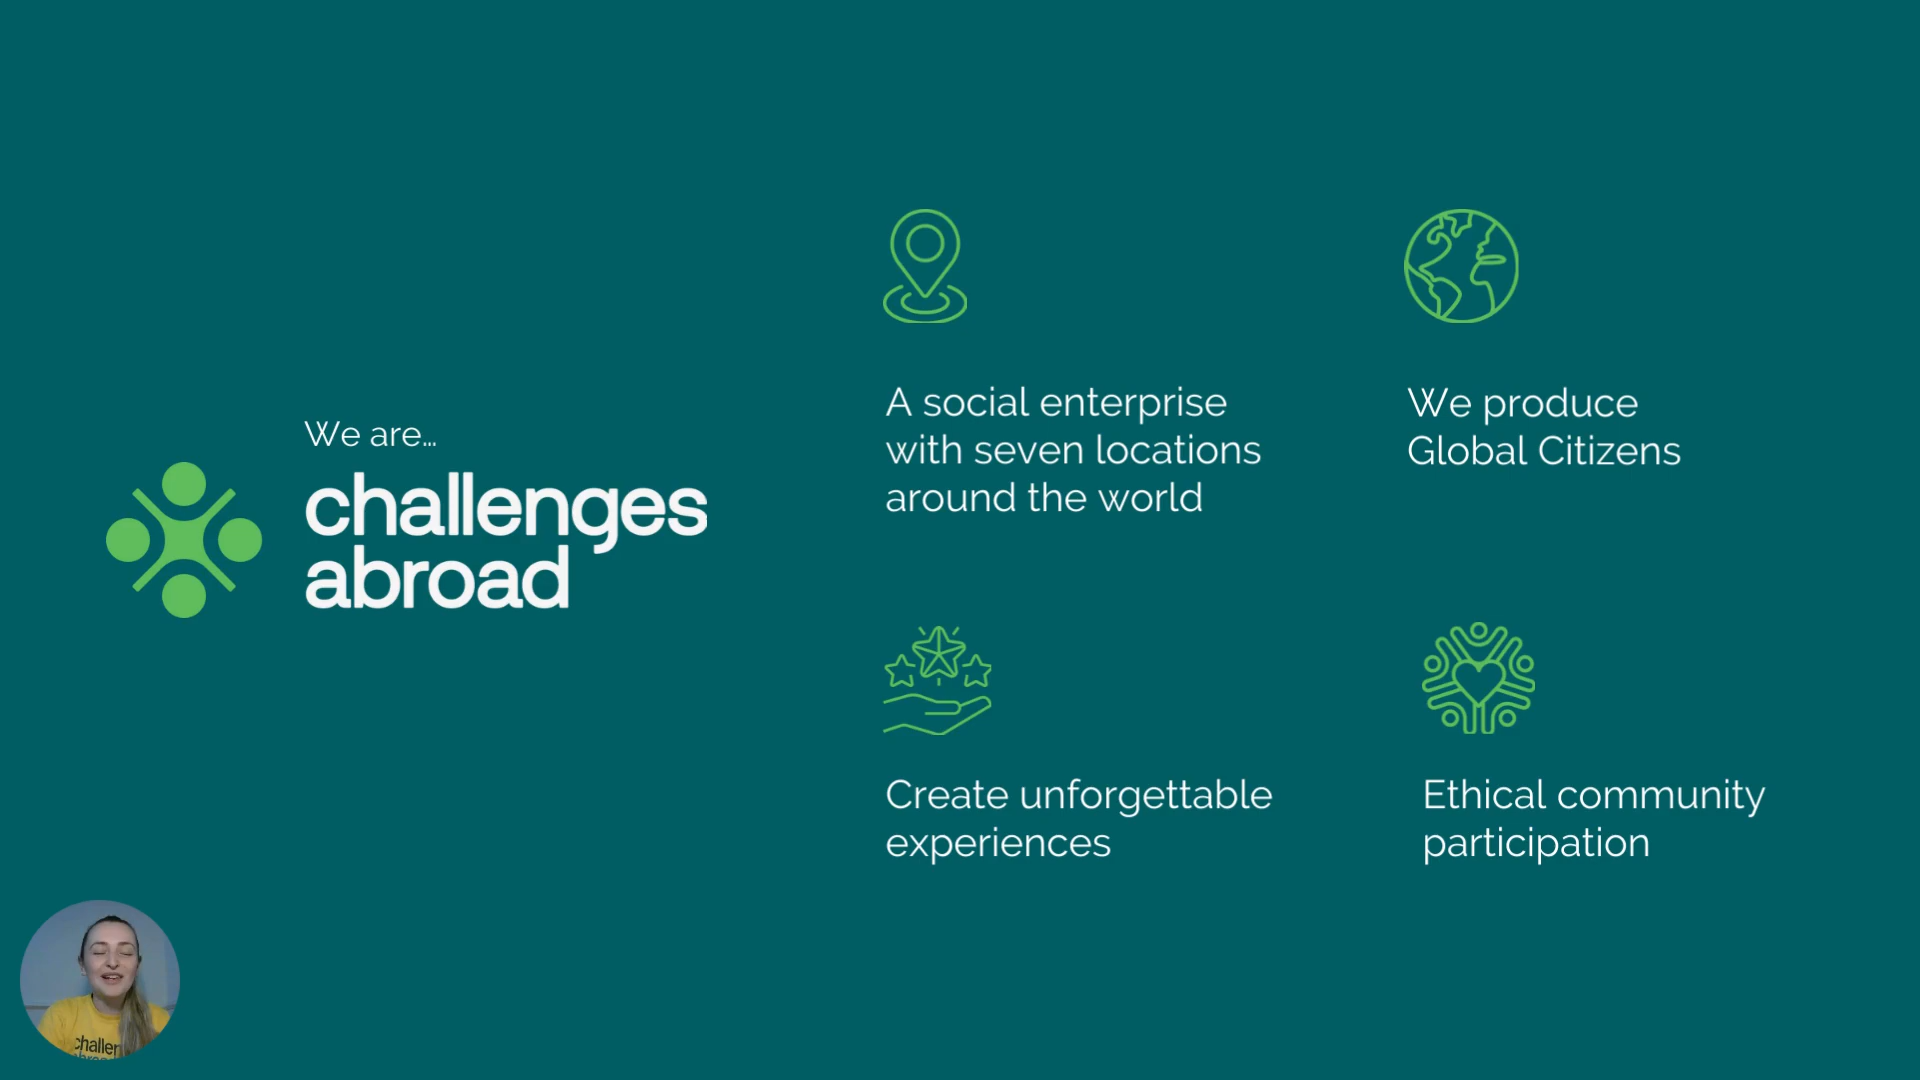 We are…
challenges
abroad
A social enterprise
with seven locations
around the world
We produce
Global Citizens
Create unforgettable
experiences
Ethical community
participation
challen